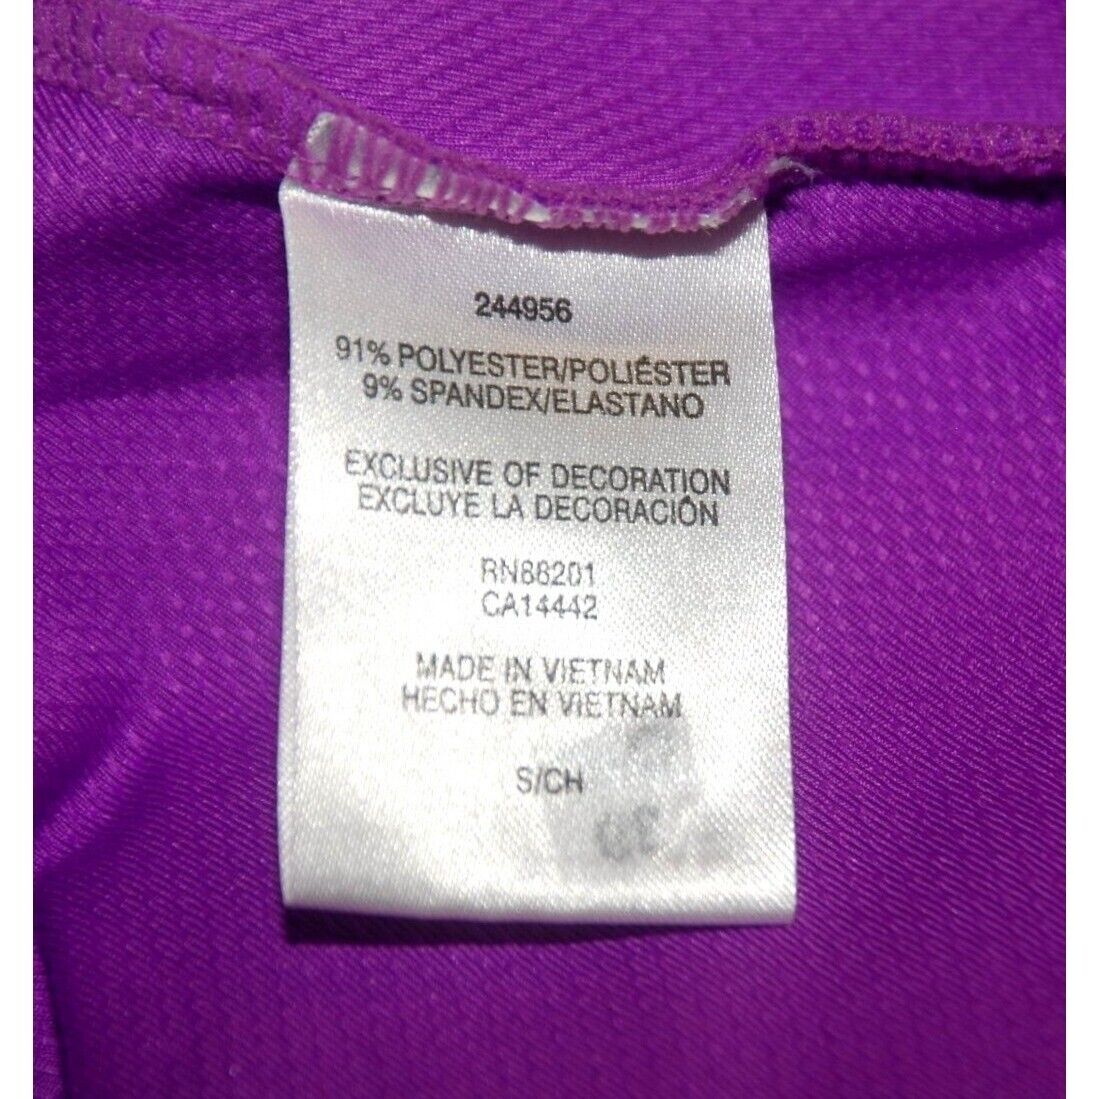 244956
91% POLYESTER/POLIÉSTER
9% SPANDEX/ELASTANO
EXCLUSIVE OF DECORATION
EXCLUYE LA DECORACIÓN
RN88201
CA14442
MADE IN VIETNAM
HECHO EN VIETNAM
S/CH